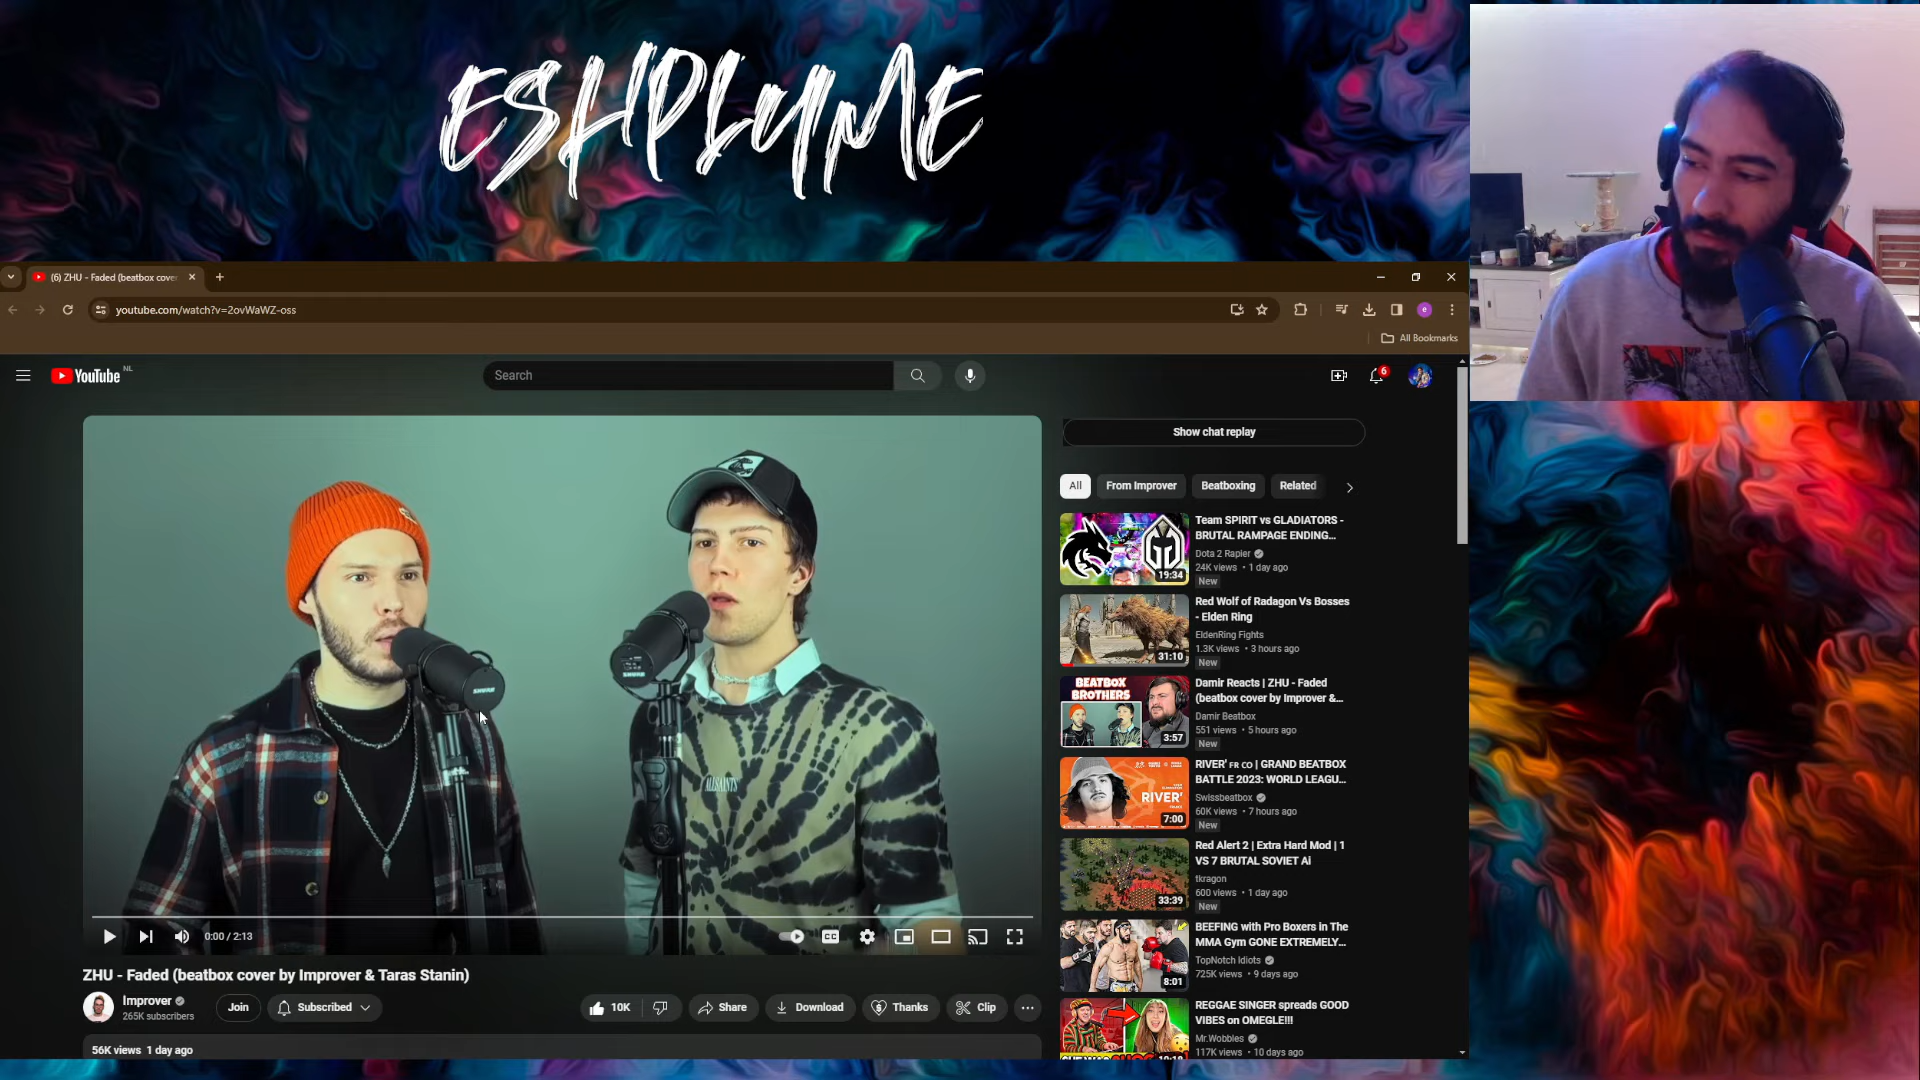 ESHPLUME
(6) ZHU - Faded (beatbox cove
youtube.com/watch?v=2ovWaWZ-oss
e
All Bookmarks
YouTube NL
Search
6
Show chat replay
All
From Improver
Beatboxing
Related
Team SPIRIT vs GLADIATORS -
BRUTAL RAMPAGE ENDING...
Dota 2 Rapier
24K views • 1 day ago
New
19:34
Red Wolf of Radagon Vs Bosses
- Elden Ring
EldenRing Fights
1.3K views • 3 hours ago
New
31:10
BEATBOX
BROTHERS
3:57
Damir Reacts | ZHU - Faded
(beatbox cover by Improver &...
Damir Beatbox
551 views • 5 hours ago
New
RIVER'
7:00
RIVER' FR CO | GRAND BEATBOX
BATTLE 2023: WORLD LEAGU...
Swissbeatbox
60K views • 7 hours ago
New
33:39
Red Alert 2 | Extra Hard Mod | 1
VS 7 BRUTAL SOVIET Ai
tkragon
600 views • 1 day ago
New
8:01
BEEFING with Pro Boxers in The
MMA Gym GONE EXTREMELY...
TopNotch Idiots
725K views • 9 days ago
REGGAE SINGER spreads GOOD
VIBES on OMEGLE!!!
Mr.Wobbles
117K views • 10 days ago
SHURE
SHURE
ALLSAINTS
0:00 / 2:13
CC
ZHU - Faded (beatbox cover by Improver & Taras Stanin)
Improver
265K subscribers
Join
Subscribed
10K
Share
Download
Thanks
Clip
56K views 1 day ago